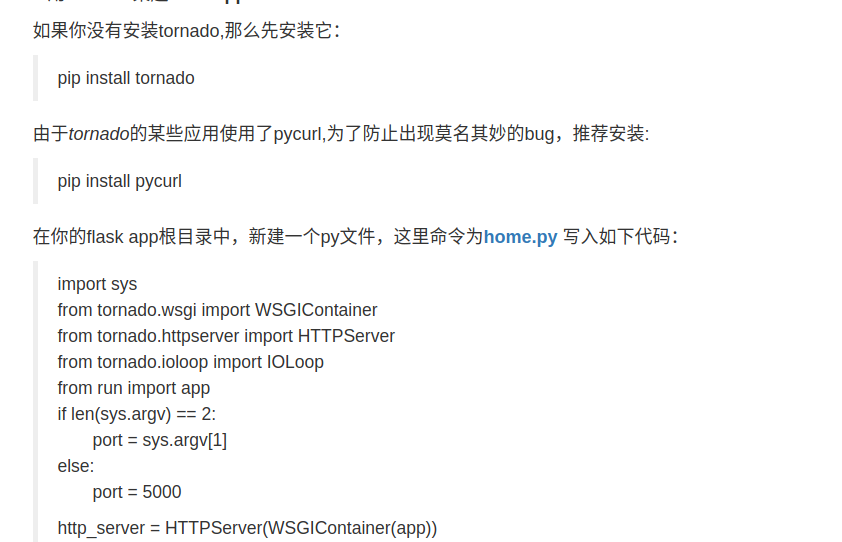 如果你没有安装tornado,那么先安装它：
pip install tornado
由于tornado的某些应用使用了pycurl,为了防止出现莫名其妙的bug，推荐安装:
pip install pycurl
在你的flask app根目录中，新建一个py文件，这里命令为home.py 写入如下代码：
import sys
from tornado.wsgi import WSGIContainer
from tornado.httpserver import HTTPServer
from tornado.ioloop import IOLoop
from run import app
if len(sys.argv) == 2:
port = sys.argv[1]
else:
port = 5000
http_server = HTTPServer(WSGIContainer(app))